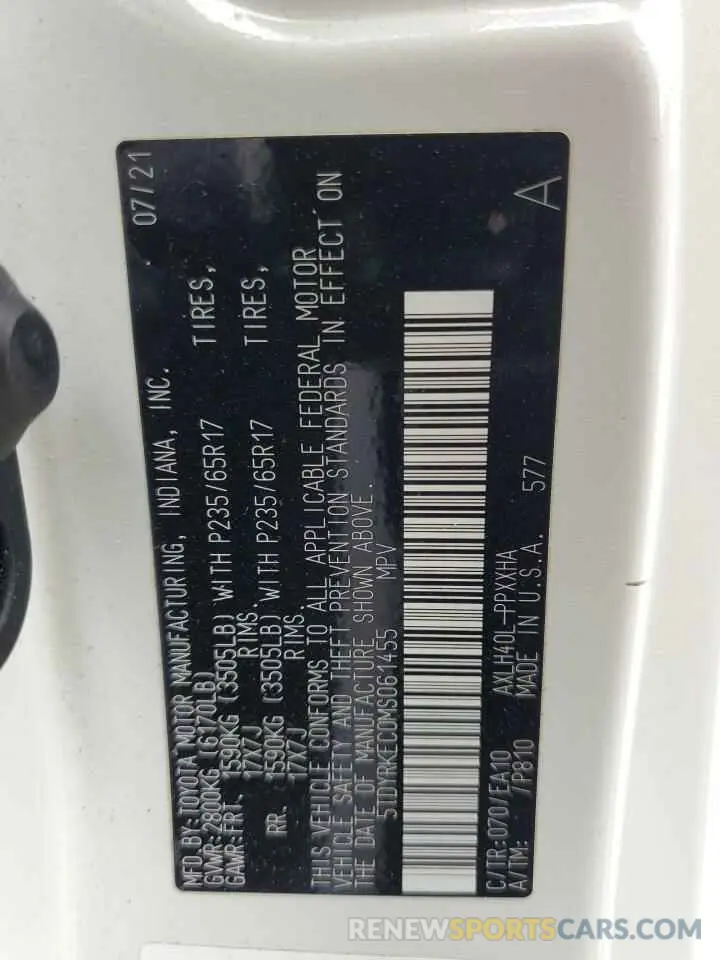 MFD. BY: TOYOTA MOTOR MANUFACTURING, INDIANA, INC. 07/21
GVWR: 2800KG (6170LB)
GAWR: FRT. 1590KG (3505LB) WITH P235/65R17 TIRES,
17X7J RIMS.
RR. 1590KG (3505LB) WITH P235/65R17 TIRES,
17X7J RIMS.
THIS VEHICLE CONFORMS TO ALL APPLICABLE FEDERAL MOTOR
VEHICLE SAFETY AND THEFT PREVENTION STANDARDS IN EFFECT ON
THE DATE OF MANUFACTURE SHOWN ABOVE.
5TDYRKEC0MS061455 MPV
C/TR: 070/EA10 AXLH40L-PPXXHA
A/TM: /P810 MADE IN U.S.A. 577
A
RENEWSPORTSCARS.COM